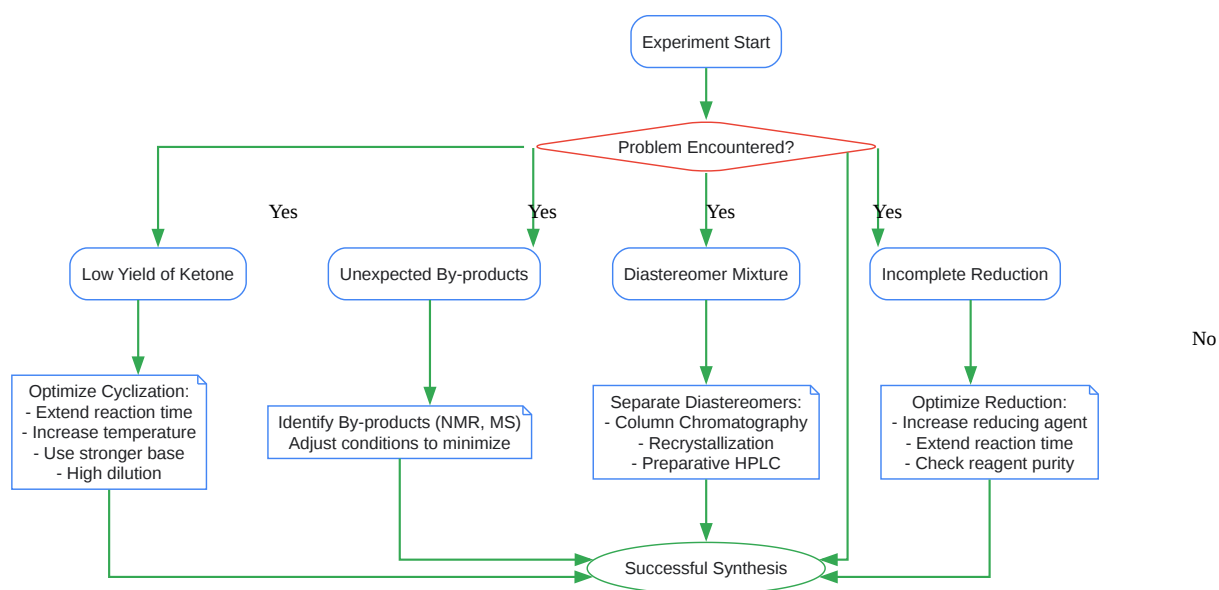 Experiment Start
Problem Encountered?
Yes
Yes
Yes
Yes
Low Yield of Ketone
Unexpected By-products
Diastereomer Mixture
Incomplete Reduction
No
Optimize Cyclization:
- Extend reaction time
- Increase temperature
- Use stronger base
- High dilution
Identify By-products (NMR, MS)
Adjust conditions to minimize
Separate Diastereomers:
- Column Chromatography
- Recrystallization
- Preparative HPLC
Optimize Reduction:
- Increase reducing agent
- Extend reaction time
- Check reagent purity
Successful Synthesis